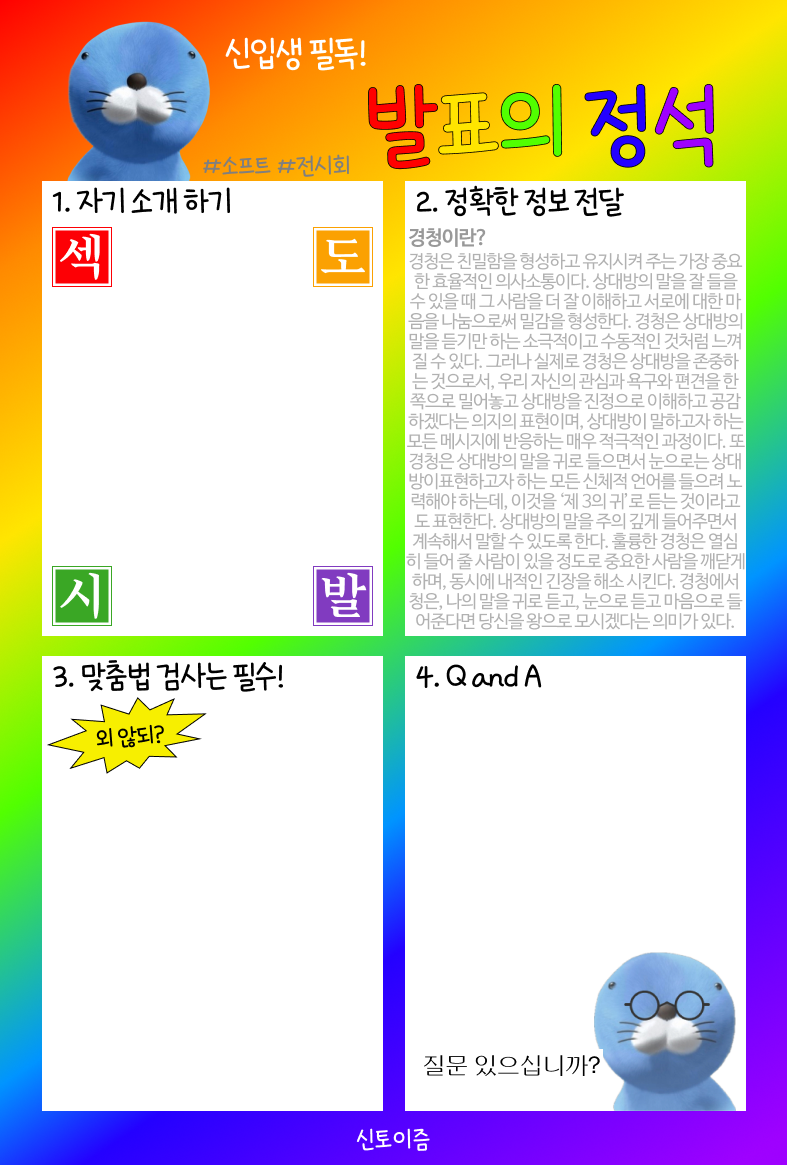 신입생 필독!
발표의 정석
#소프트 #전시회
1. 자기 소개 하기
섹 도
시 발
2. 정확한 정보 전달
경청이란?
경청은 친밀함을 형성하고 유지시켜 주는 가장 중요
한 효율적인 의사소통이다. 상대방의 말을 잘 들을
수 있을 때 그 사람을 더 잘 이해하고 서로에 대한 마
음을 나눔으로써 밀감을 형성한다. 경청은 상대방의
말을 듣기만 하는 소극적이고 수동적인 것처럼 느껴
질 수 있다. 그러나 실제로 경청은 상대방을 존중하
는 것으로서, 우리 자신의 관심과 욕구와 편견을 한
쪽으로 밀어놓고 상대방을 진정으로 이해하고 공감
하겠다는 의지의 표현이며, 상대방이 말하고자 하는
모든 메시지에 반응하는 매우 적극적인 과정이다. 또
경청은 상대방의 말을 귀로 들으면서 눈으로는 상대
방이표현하고자 하는 모든 신체적 언어를 들으려 노
력해야 하는데, 이것을 ‘제 3의 귀’로 듣는 것이라고
도 표현한다. 상대방의 말을 주의 깊게 들어주면서
계속해서 말할 수 있도록 한다. 훌륭한 경청은 열심
히 들어 줄 사람이 있을 정도로 중요한 사람을 깨닫게
하며, 동시에 내적인 긴장을 해소 시킨다. 경청에서
청은, 나의 말을 귀로 듣고, 눈으로 듣고 마음으로 들
어준다면 당신을 왕으로 모시겠다는 의미가 있다.
3. 맞춤법 검사는 필수!
외 않되?
4. Q and A
질문 있으십니까?
신토이즘